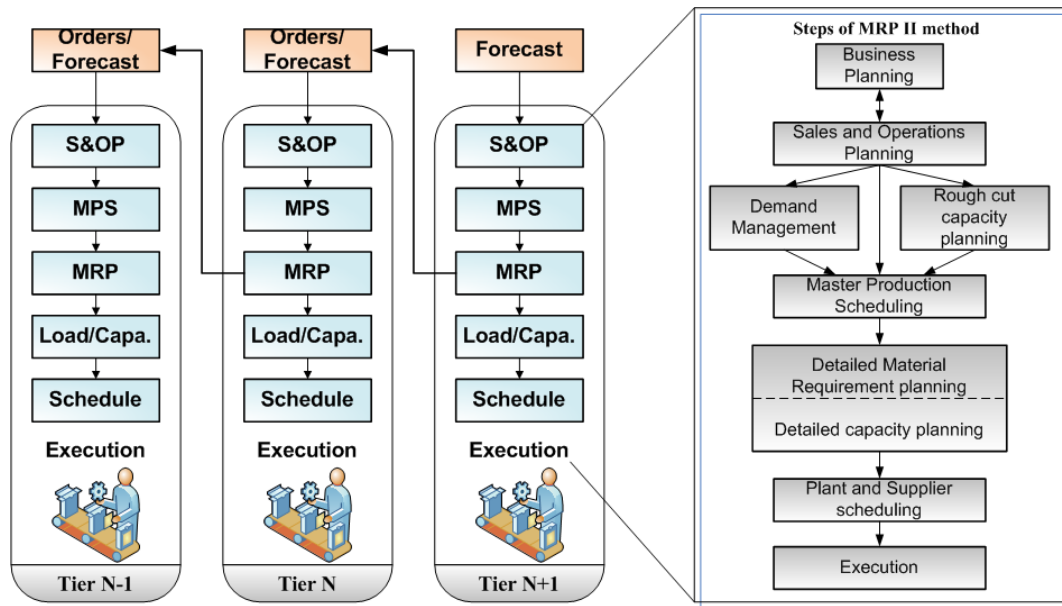 Orders/
Forecast
S&OP
MPS
MRP
Load/Capa.
Schedule
Execution
Tier N-1
Orders/
Forecast
S&OP
MPS
MRP
Load/Capa.
Schedule
Execution
Tier N
Forecast
S&OP
MPS
MRP
Load/Capa.
Schedule
Execution
Tier N+1
Steps of MRP II method
Business
Planning
Sales and Operations
Planning
Demand
Management
Rough cut
capacity
planning
Master Production
Scheduling
Detailed Material
Requirement planning
Detailed capacity planning
Plant and Supplier
scheduling
Execution